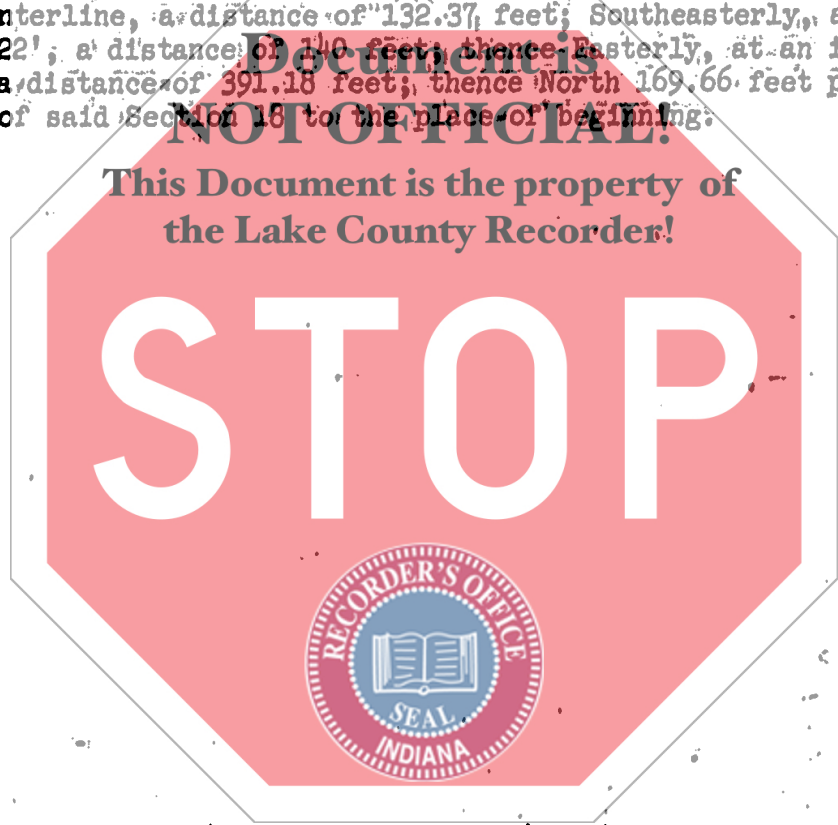 nterline, a distance of 132.37 feet; Southeasterly,
22'; a distance of 140 feet; thence Easterly, at an
a distance of 391.18 feet; thence North 169.66 feet
of said Section 18 to the place of beginning.
Document is
NOT OFFICIAL!
This Document is the property of
the Lake County Recorder!
STOP
RECORDER'S OFFICE
SEAL
INDIANA